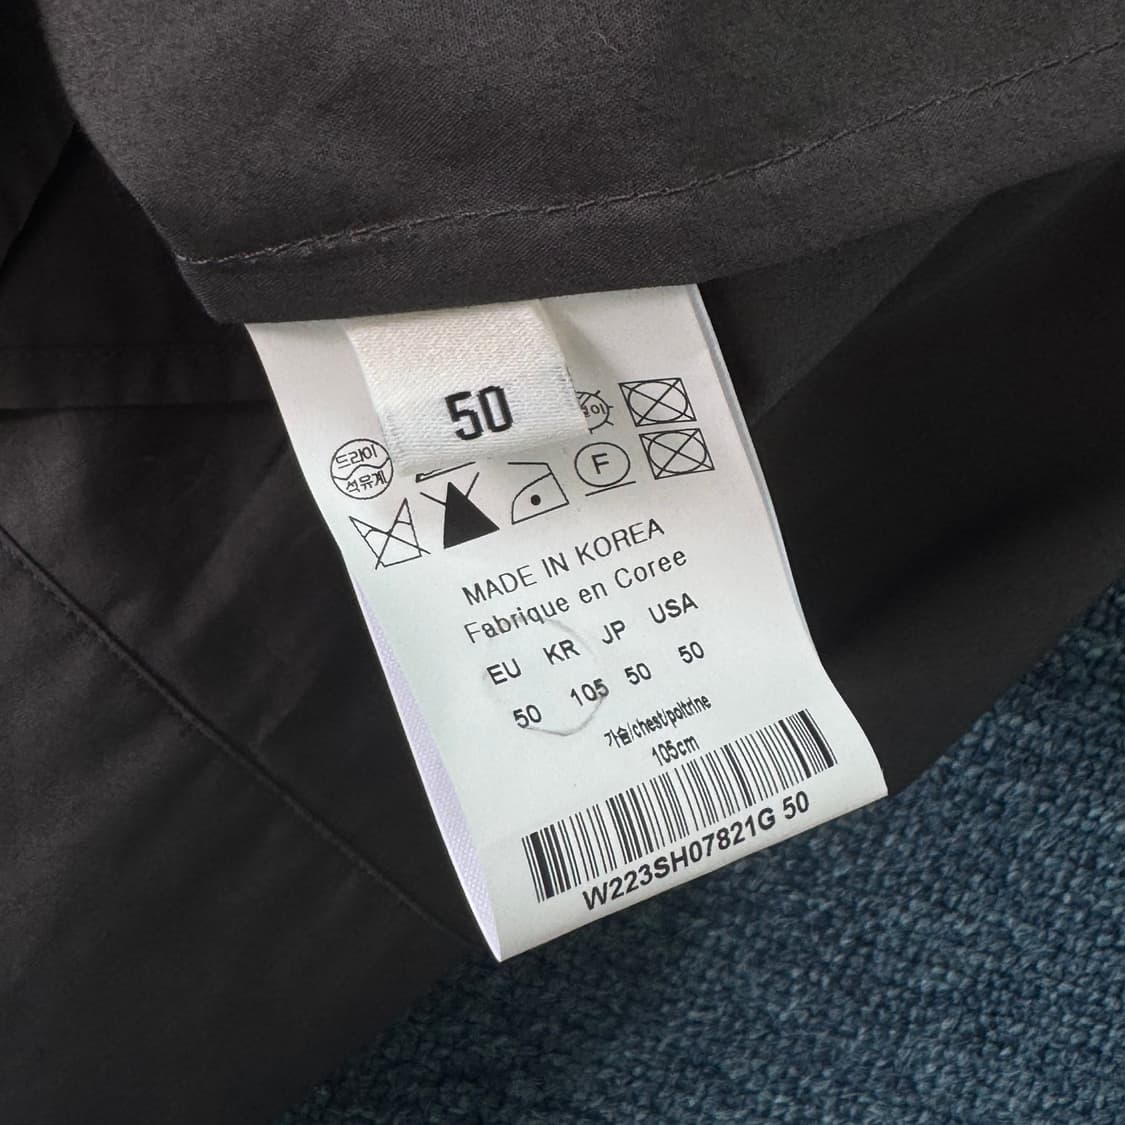 50
드라이
석유계
F
MADE IN KOREA
Fabrique en Coree
EU KR JP USA
50 105 50 50
가슴/chest/poitrine
105cm
W223SH07821G 50